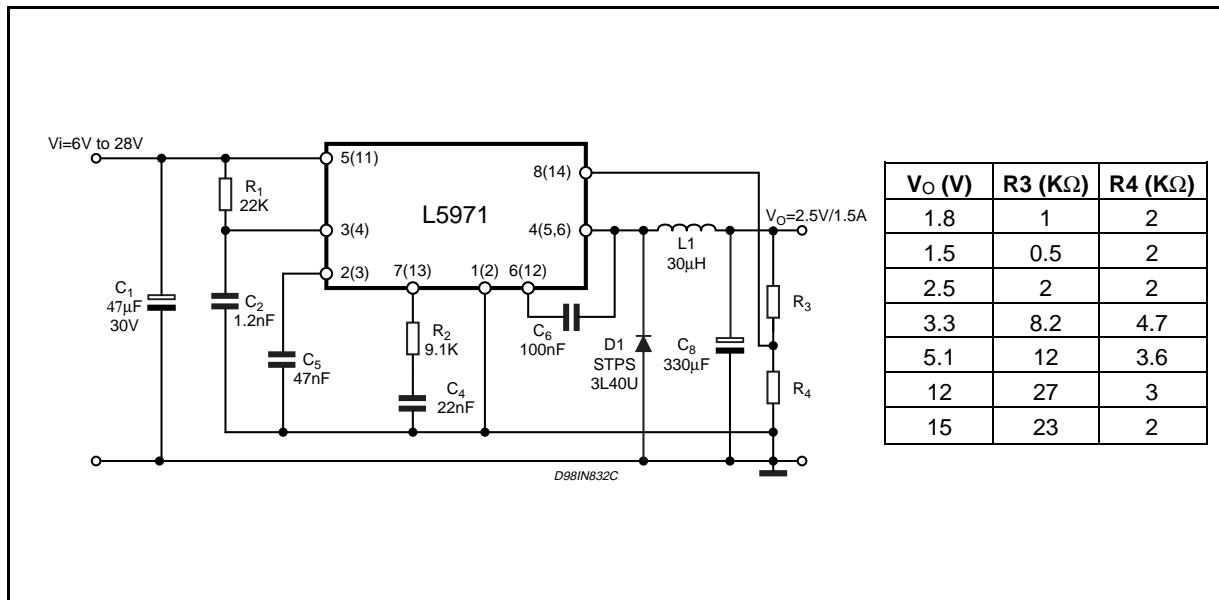 Vi=6V to 28V
5(11)
8(14)
R1
22K
L5971
VO=2.5V/1.5A
3(4)
4(5,6)
L1
30μH
2(3)
7(13)
1(2)
6(12)
C1
47μF
30V
C2
1.2nF
R2
9.1K
C6
100nF
D1
STPS
3L40U
C8
330μF
R3
C5
47nF
C4
22nF
R4
D98IN832C
VO (V) R3 (KΩ) R4 (KΩ)
1.8 1 2
1.5 0.5 2
2.5 2 2
3.3 8.2 4.7
5.1 12 3.6
12 27 3
15 23 2